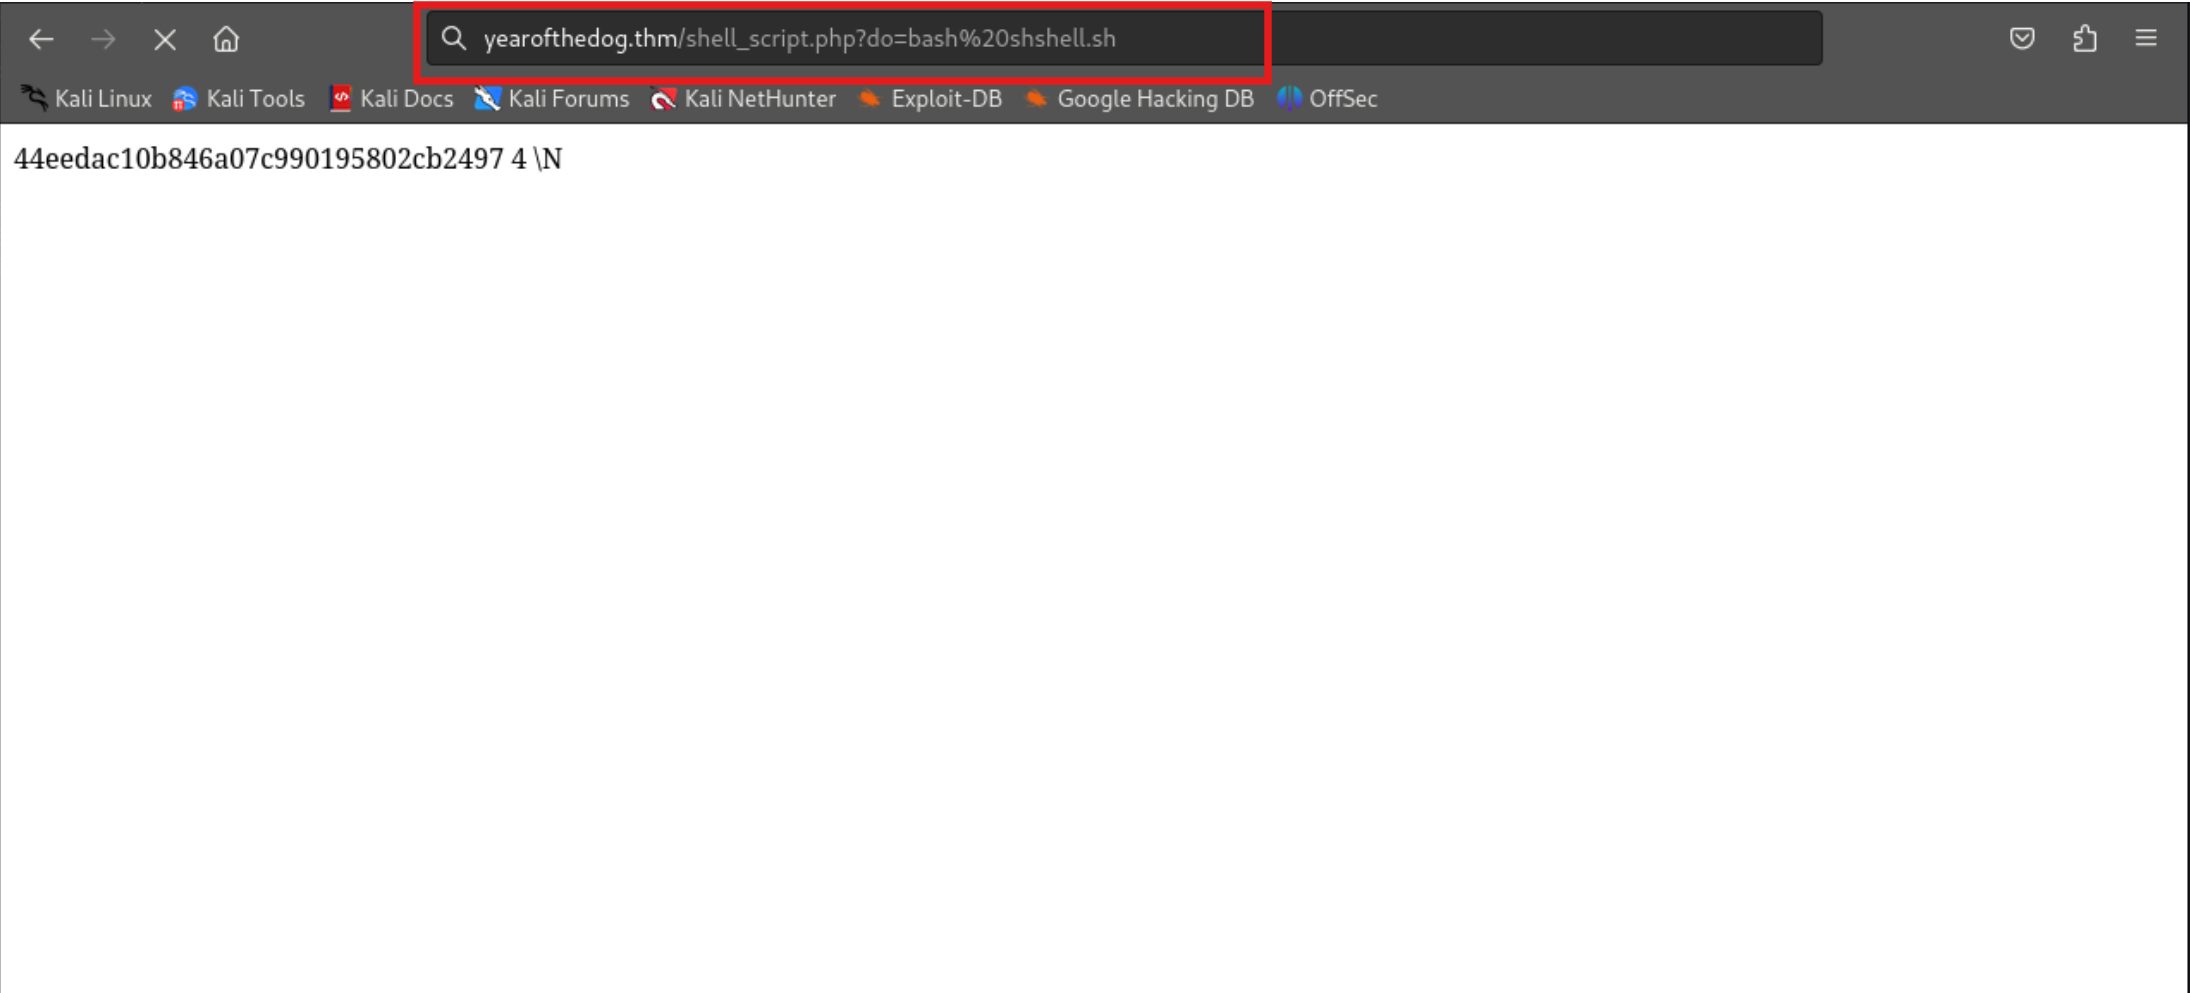 yearofthedog.thm/shell_script.php?do=bash%20shshell.sh
Kali Linux Kali Tools Kali Docs Kali Forums Kali NetHunter Exploit-DB Google Hacking DB OffSec
44eedac10b846a07c990195802cb2497 4 \N